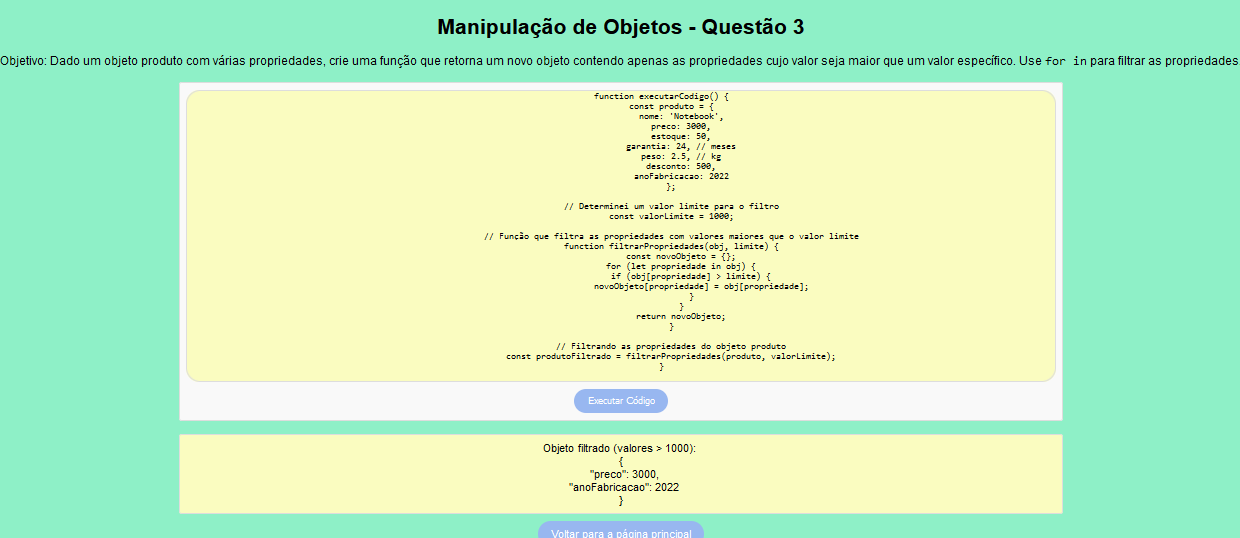 Manipulação de Objetos - Questão 3
Objetivo: Dado um objeto produto com várias propriedades, crie uma função que retorna um novo objeto contendo apenas as propriedades cujo valor seja maior que um valor específico. Use for in para filtrar as propriedades
function executarCodigo() {
const produto = {
nome: 'Notebook',
preco: 3000,
estoque: 50,
garantia: 24, // meses
peso: 2.5, // kg
desconto: 500,
anoFabricacao: 2022
};
// Determinei um valor limite para o filtro
const valorLimite = 1000;
// Função que filtra as propriedades com valores maiores que o valor limite
function filtrarPropriedades(obj, limite) {
const novoObjeto = {};
for (let propriedade in obj) {
if (obj[propriedade] > limite) {
novoObjeto[propriedade] = obj[propriedade];
}
}
return novoObjeto;
}
// Filtrando as propriedades do objeto produto
const produtoFiltrado = filtrarPropriedades(produto, valorLimite);
}
Executar Código
Objeto filtrado (valores > 1000):
{
"preco": 3000,
"anoFabricacao": 2022
}
Voltar para a página principal